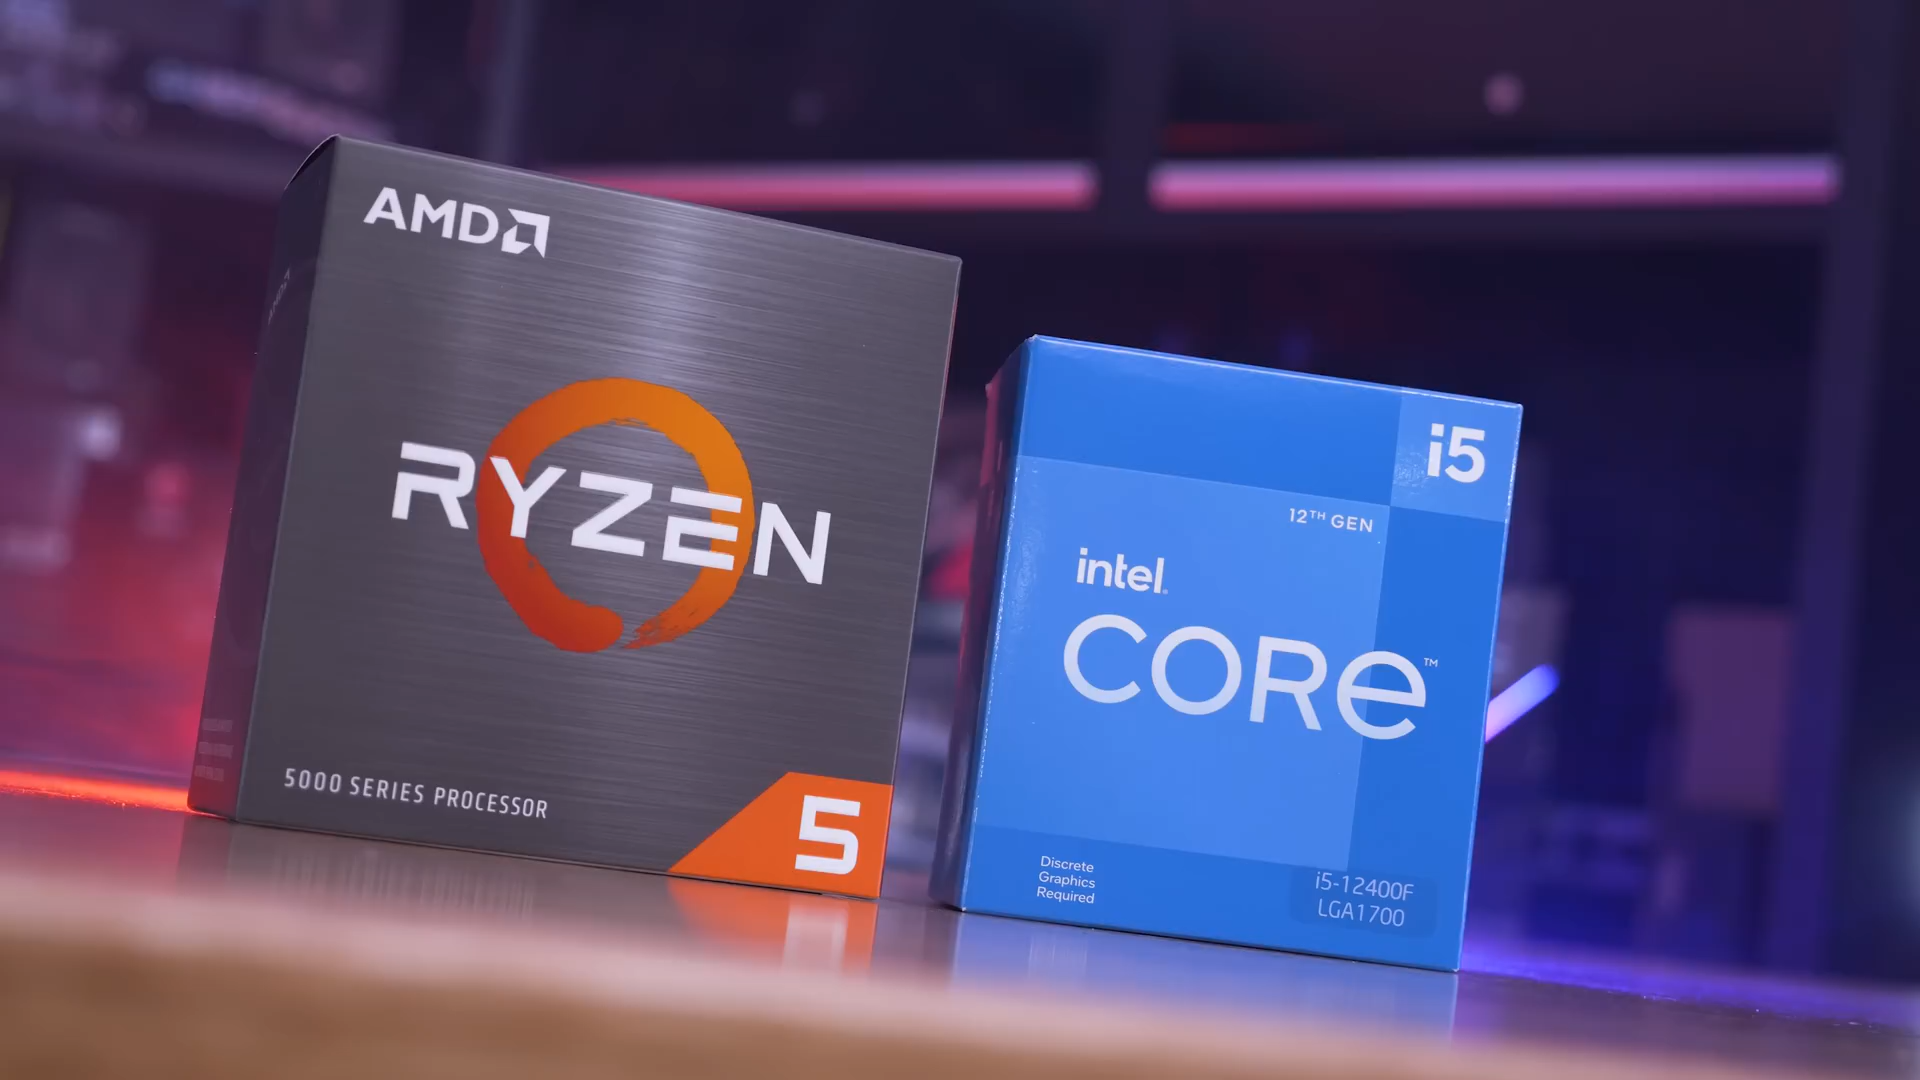 AMD
RYZEN
5000 SERIES PROCESSOR
5
i5
12TH GEN
intel.
CORe™
Discrete
Graphics
Required
i5-12400F
LGA1700